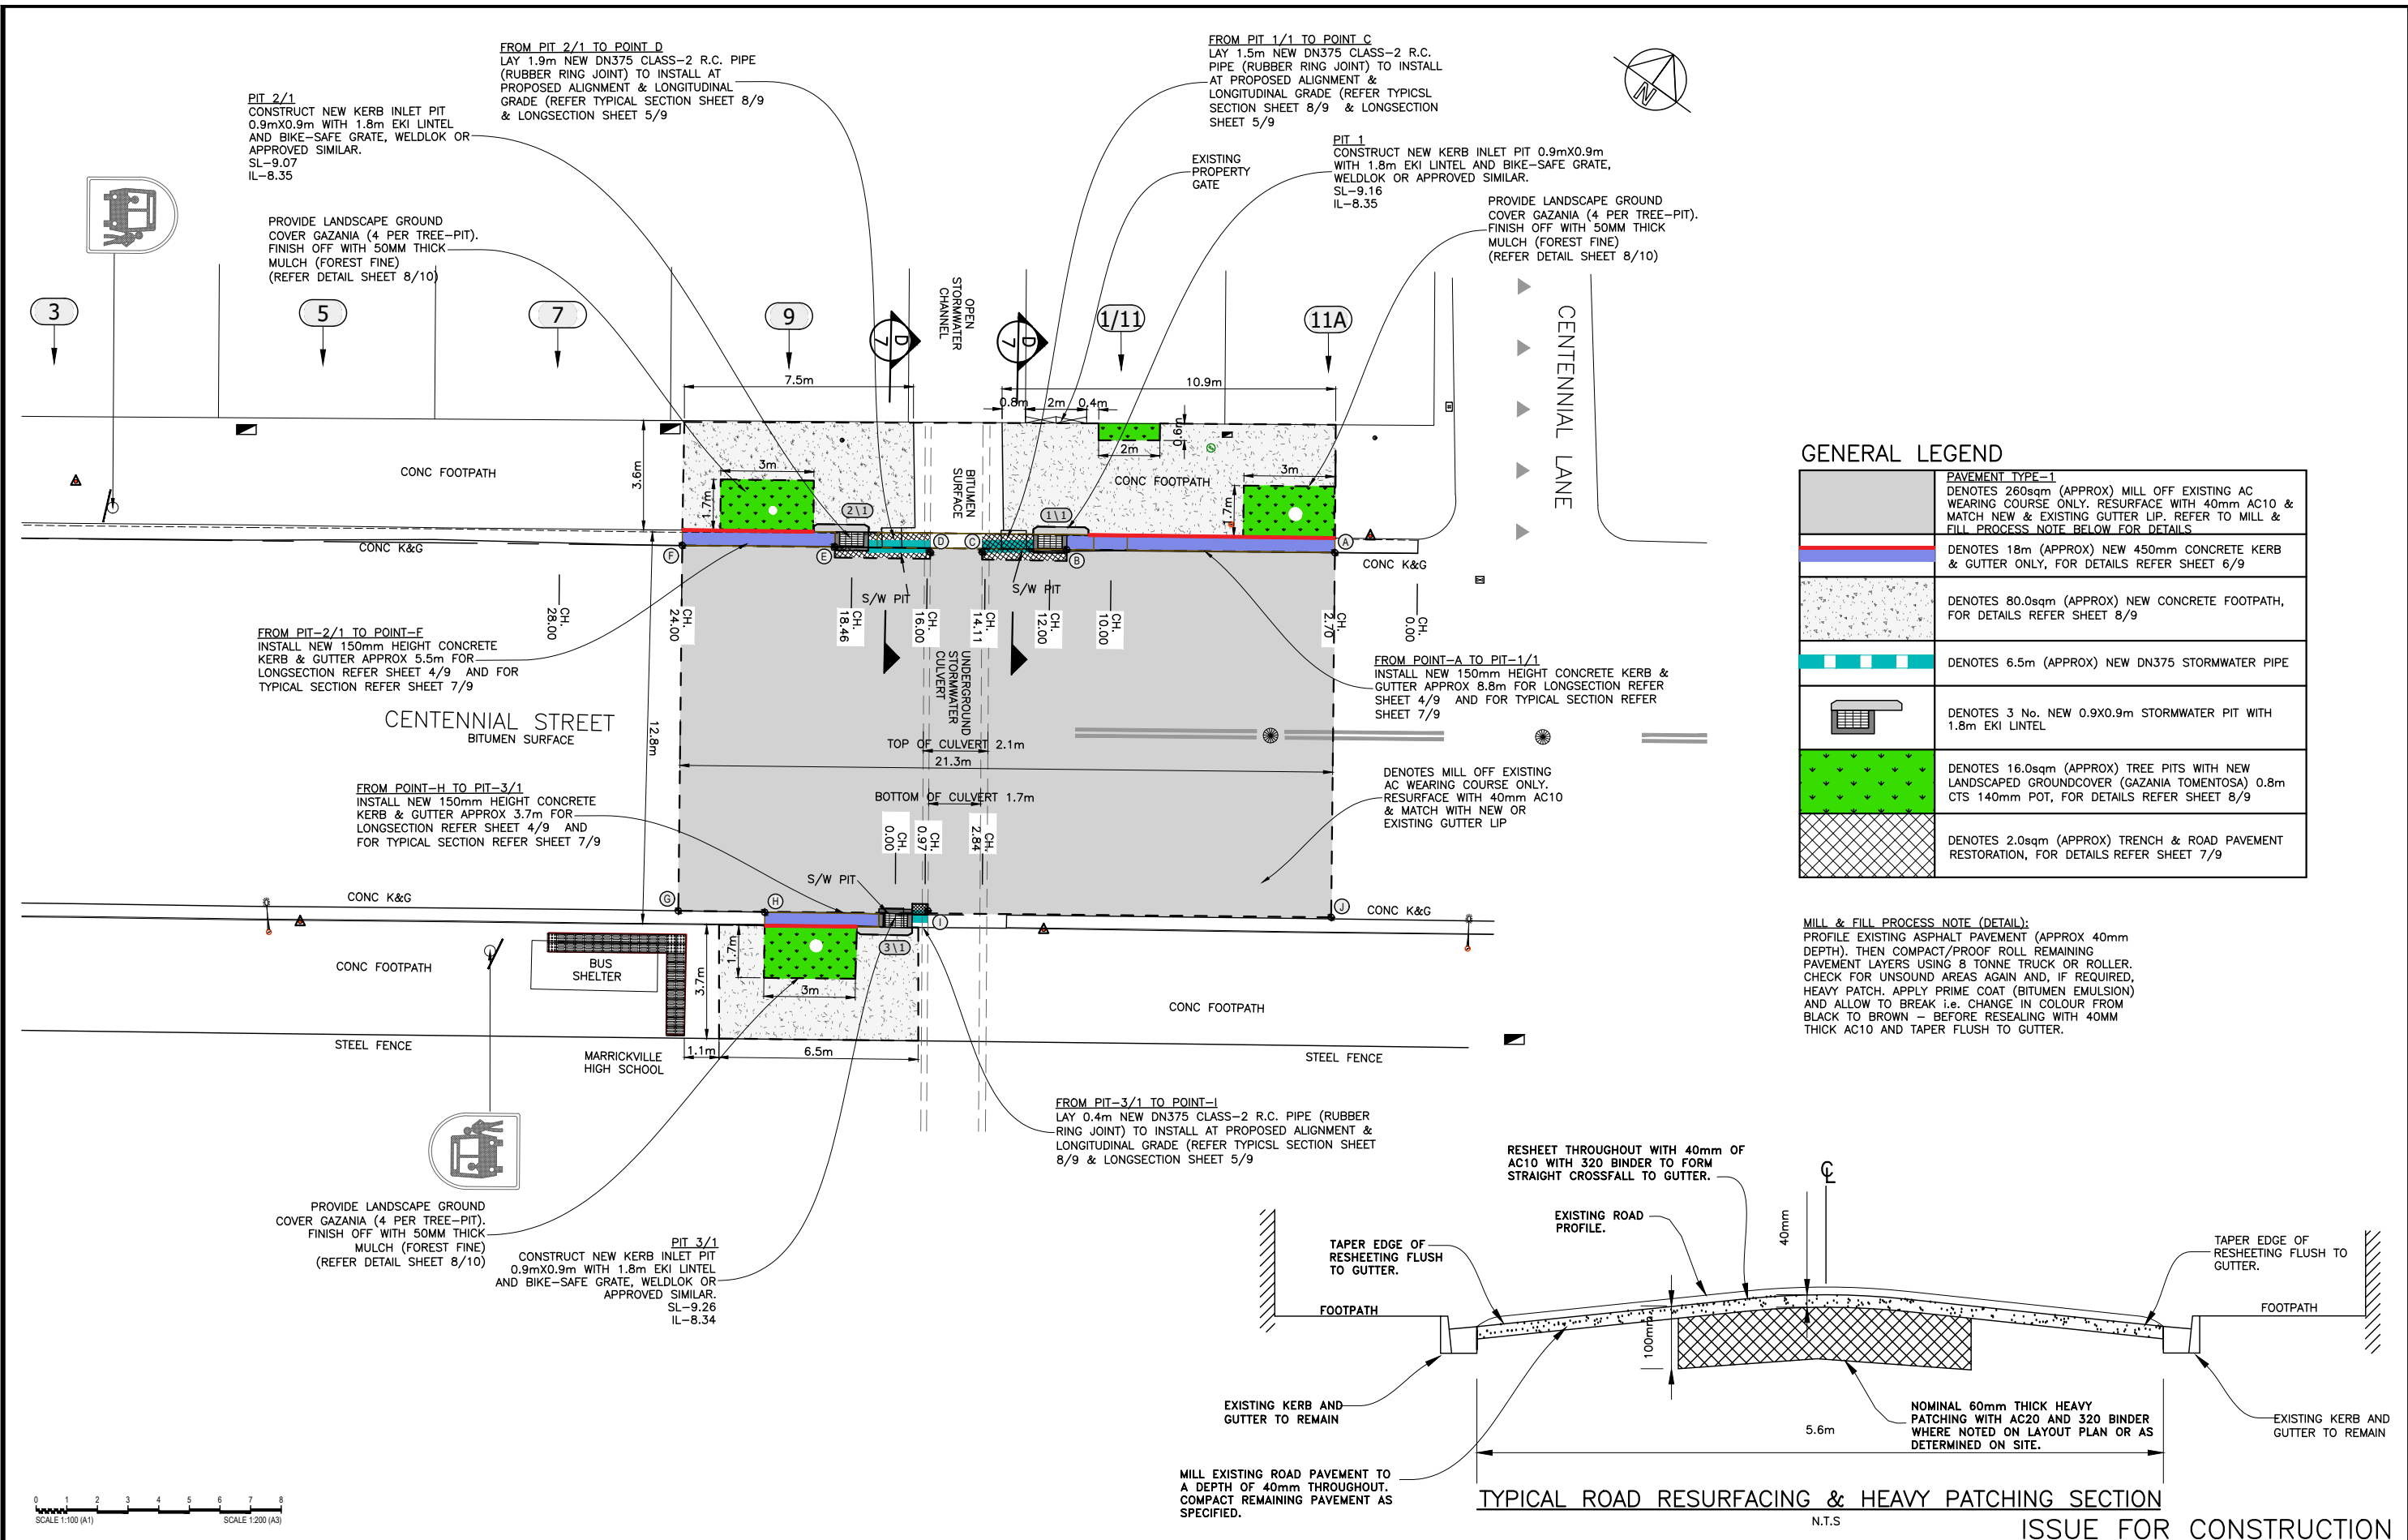 FROM PIT 2/1 TO POINT D
LAY 1.9m NEW DN375 CLASS-2 R.C. PIPE
(RUBBER RING JOINT) TO INSTALL AT
PROPOSED ALIGNMENT & LONGITUDINAL
GRADE (REFER TYPICAL SECTION SHEET 8/9
& LONGSECTION SHEET 5/9
FROM PIT 1/1 TO POINT C
LAY 1.5m NEW DN375 CLASS-2 R.C.
PIPE (RUBBER RING JOINT) TO INSTALL
AT PROPOSED ALIGNMENT &
LONGITUDINAL GRADE (REFER TYPICSL
SECTION SHEET 8/9 & LONGSECTION
SHEET 5/9
N
PIT 2/1
CONSTRUCT NEW KERB INLET PIT
0.9mX0.9m WITH 1.8m EKI LINTEL
AND BIKE-SAFE GRATE, WELDLOK OR
APPROVED SIMILAR.
SL-9.07
IL-8.35
EXISTING
PROPERTY
GATE
PIT 1
CONSTRUCT NEW KERB INLET PIT 0.9mX0.9m
WITH 1.8m EKI LINTEL AND BIKE-SAFE GRATE,
WELDLOK OR APPROVED SIMILAR.
SL-9.16
IL-8.35
PROVIDE LANDSCAPE GROUND
COVER GAZANIA (4 PER TREE-PIT).
FINISH OFF WITH 50MM THICK
MULCH (FOREST FINE)
(REFER DETAIL SHEET 8/10)
PROVIDE LANDSCAPE GROUND
COVER GAZANIA (4 PER TREE-PIT).
FINISH OFF WITH 50MM THICK
MULCH (FOREST FINE)
(REFER DETAIL SHEET 8/10)
3
5
7
9
D
7
OPEN
STORMWATER
CHANNEL
D
7
1/11
11A
CENTENNIAL LANE
7.5m
10.9m
0.8m
2m
0.4m
0.6m
2m
3.6m
CONC FOOTPATH
3m
1.7m
BITUMEN
SURFACE
CONC FOOTPATH
3m
1.7m
2\1
1\1
CONC K&G
F
E
D
C
B
A
CONC K&G
S/W PIT
S/W PIT
CH.
28.00
CH.
24.00
CH.
18.46
CH.
16.00
CH.
14.11
CH.
12.00
CH.
10.00
CH.
2.70
CH.
0.00
FROM PIT-2/1 TO POINT-F
INSTALL NEW 150mm HEIGHT CONCRETE
KERB & GUTTER APPROX 5.5m FOR
LONGSECTION REFER SHEET 4/9 AND FOR
TYPICAL SECTION REFER SHEET 7/9
UNDERGROUND
STORMWATER
CULVERT
FROM POINT-A TO PIT-1/1
INSTALL NEW 150mm HEIGHT CONCRETE KERB &
GUTTER APPROX 8.8m FOR LONGSECTION REFER
SHEET 4/9 AND FOR TYPICAL SECTION REFER
SHEET 7/9
CENTENNIAL STREET
BITUMEN SURFACE
12.8m
TOP OF CULVERT 2.1m
21.3m
BOTTOM OF CULVERT 1.7m
FROM POINT-H TO PIT-3/1
INSTALL NEW 150mm HEIGHT CONCRETE
KERB & GUTTER APPROX 3.7m FOR
LONGSECTION REFER SHEET 4/9 AND
FOR TYPICAL SECTION REFER SHEET 7/9
DENOTES MILL OFF EXISTING
AC WEARING COURSE ONLY.
RESURFACE WITH 40mm AC10
& MATCH WITH NEW OR
EXISTING GUTTER LIP
CH.
0.00
CH.
0.97
CH.
2.84
S/W PIT
CONC K&G
G
H
I
J
CONC K&G
3\1
CONC FOOTPATH
BUS
SHELTER
1.7m
3.7m
3m
CONC FOOTPATH
STEEL FENCE
MARRICKVILLE
HIGH SCHOOL
1.1m
6.5m
STEEL FENCE
FROM PIT-3/1 TO POINT-I
LAY 0.4m NEW DN375 CLASS-2 R.C. PIPE (RUBBER
RING JOINT) TO INSTALL AT PROPOSED ALIGNMENT &
LONGITUDINAL GRADE (REFER TYPICSL SECTION SHEET
8/9 & LONGSECTION SHEET 5/9
PROVIDE LANDSCAPE GROUND
COVER GAZANIA (4 PER TREE-PIT).
FINISH OFF WITH 50MM THICK
MULCH (FOREST FINE)
(REFER DETAIL SHEET 8/10)
PIT 3/1
CONSTRUCT NEW KERB INLET PIT
0.9mX0.9m WITH 1.8m EKI LINTEL
AND BIKE-SAFE GRATE, WELDLOK OR
APPROVED SIMILAR.
SL-9.26
IL-8.34
GENERAL LEGEND
PAVEMENT TYPE-1
DENOTES 260sqm (APPROX) MILL OFF EXISTING AC
WEARING COURSE ONLY. RESURFACE WITH 40mm AC10 &
MATCH NEW & EXISTING GUTTER LIP. REFER TO MILL &
FILL PROCESS NOTE BELOW FOR DETAILS
DENOTES 18m (APPROX) NEW 450mm CONCRETE KERB
& GUTTER ONLY, FOR DETAILS REFER SHEET 6/9
DENOTES 80.0sqm (APPROX) NEW CONCRETE FOOTPATH,
FOR DETAILS REFER SHEET 8/9
DENOTES 6.5m (APPROX) NEW DN375 STORMWATER PIPE
DENOTES 3 No. NEW 0.9X0.9m STORMWATER PIT WITH
1.8m EKI LINTEL
DENOTES 16.0sqm (APPROX) TREE PITS WITH NEW
LANDSCAPED GROUNDCOVER (GAZANIA TOMENTOSA) 0.8m
CTS 140mm POT, FOR DETAILS REFER SHEET 8/9
DENOTES 2.0sqm (APPROX) TRENCH & ROAD PAVEMENT
RESTORATION, FOR DETAILS REFER SHEET 7/9
MILL & FILL PROCESS NOTE (DETAIL):
PROFILE EXISTING ASPHALT PAVEMENT (APPROX 40mm
DEPTH). THEN COMPACT/PROOF ROLL REMAINING
PAVEMENT LAYERS USING 8 TONNE TRUCK OR ROLLER.
CHECK FOR UNSOUND AREAS AGAIN AND, IF REQUIRED,
HEAVY PATCH. APPLY PRIME COAT (BITUMEN EMULSION)
AND ALLOW TO BREAK i.e. CHANGE IN COLOUR FROM
BLACK TO BROWN - BEFORE RESEALING WITH 40MM
THICK AC10 AND TAPER FLUSH TO GUTTER.
RESHEET THROUGHOUT WITH 40mm OF
AC10 WITH 320 BINDER TO FORM
STRAIGHT CROSSFALL TO GUTTER.
EXISTING ROAD
PROFILE.
40mm
TAPER EDGE OF
RESHEETING FLUSH
TO GUTTER.
TAPER EDGE OF
RESHEETING FLUSH TO
GUTTER.
FOOTPATH
100mm
FOOTPATH
EXISTING KERB AND
GUTTER TO REMAIN
NOMINAL 60mm THICK HEAVY
PATCHING WITH AC20 AND 320 BINDER
WHERE NOTED ON LAYOUT PLAN OR AS
DETERMINED ON SITE.
5.6m
EXISTING KERB AND
GUTTER TO REMAIN
MILL EXISTING ROAD PAVEMENT TO
A DEPTH OF 40mm THROUGHOUT.
COMPACT REMAINING PAVEMENT AS
SPECIFIED.
TYPICAL ROAD RESURFACING & HEAVY PATCHING SECTION
N.T.S
0 1 2 3 4 5 6 7 8
SCALE 1:100 (A1) SCALE 1:200 (A3)
ISSUE FOR CONSTRUCTION